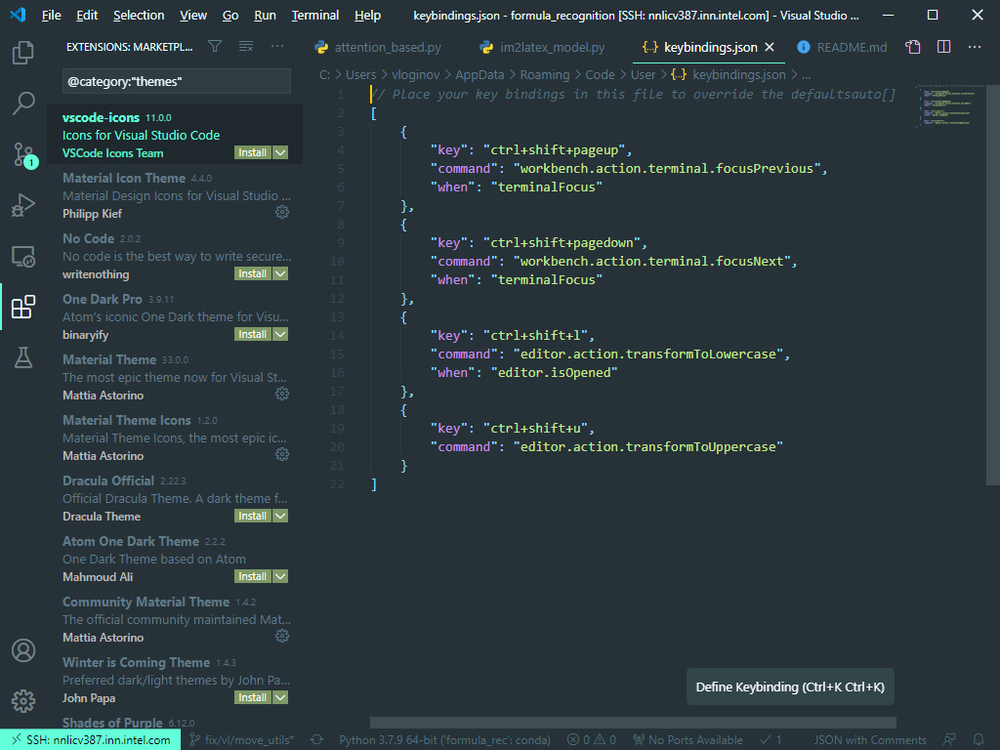 File Edit Selection View Go Run Terminal Help keybindings.json - formula_recognition [SSH: nnlicv387.inn.intel.com] - Visual Studio ...
EXTENSIONS: MARKETPL...
attention_based.py im2latex_model.py keybindings.json README.md
@category:"themes"
C: > Users > vloginov > AppData > Roaming > Code > User > {..} keybindings.json > ...
vscode-icons 11.0.0
Icons for Visual Studio Code
VSCode Icons Team Install
Material Icon Theme 4.4.0
Material Design Icons for Visual Studio ...
Philipp Kief
No Code 2.0.2
No code is the best way to write secure...
writenothing Install
One Dark Pro 3.9.11
Atom's iconic One Dark theme for Visu...
binaryify Install
Material Theme 33.0.0
The most epic theme now for Visual St...
Mattia Astorino
Material Theme Icons 1.2.0
Material Theme Icons, the most epic ic...
Mattia Astorino
Dracula Official 2.22.3
Official Dracula Theme. A dark theme f...
Dracula Theme Install
Atom One Dark Theme 2.2.2
One Dark Theme based on Atom
Mahmoud Ali Install
Community Material Theme 1.4.2
The official community maintained Mat...
Mattia Astorino
Winter is Coming Theme 1.4.3
Preferred dark/light themes by John Pa...
John Papa Install
Shades of Purple 6.12.0
1
1 // Place your key bindings in this file to override the defaultsauto[]
2 [
3 {
4 "key": "ctrl+shift+pageup",
5 "command": "workbench.action.terminal.focusPrevious",
6 "when": "terminalFocus"
7 },
8 {
9 "key": "ctrl+shift+pagedown",
10 "command": "workbench.action.terminal.focusNext",
11 "when": "terminalFocus"
12 },
13 {
14 "key": "ctrl+shift+l",
15 "command": "editor.action.transformToLowercase",
16 "when": "editor.isOpened"
17 },
18 {
19 "key": "ctrl+shift+u",
20 "command": "editor.action.transformToUppercase"
21 }
22 ]
Define Keybinding (Ctrl+K Ctrl+K)
SSH: nnlicv387.inn.intel.com fix/vl/move_utils* Python 3.7.9 64-bit ('formula_rec': conda) 0 0 No Ports Available 1 JSON with Comments